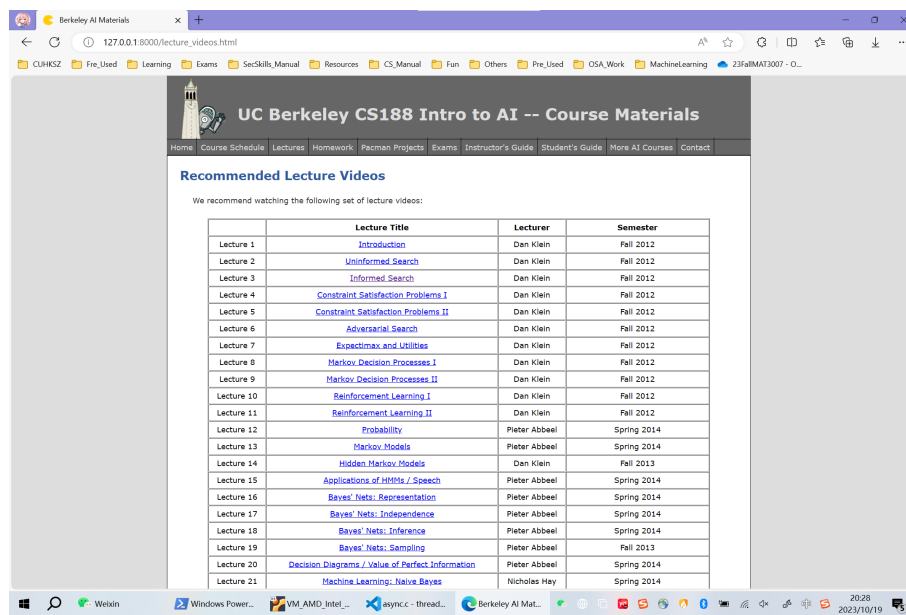 Berkeley AI Materials
127.0.0.1:8000/lecture_videos.html
CUHKSZ Fre_Used Learning Exams SecSkills_Manual Resources CS_Manual Fun Others Pre_Used OSA_Work MachineLearning 23FallMAT3007 - O...
UC Berkeley CS188 Intro to AI -- Course Materials
Home Course Schedule Lectures Homework Pacman Projects Exams Instructor's Guide Student's Guide More AI Courses Contact
Recommended Lecture Videos
We recommend watching the following set of lecture videos:
Lecture Title Lecturer Semester
Lecture 1 Introduction Dan Klein Fall 2012
Lecture 2 Uninformed Search Dan Klein Fall 2012
Lecture 3 Informed Search Dan Klein Fall 2012
Lecture 4 Constraint Satisfaction Problems I Dan Klein Fall 2012
Lecture 5 Constraint Satisfaction Problems II Dan Klein Fall 2012
Lecture 6 Adversarial Search Dan Klein Fall 2012
Lecture 7 Expectimax and Utilities Dan Klein Fall 2012
Lecture 8 Markov Decision Processes I Dan Klein Fall 2012
Lecture 9 Markov Decision Processes II Dan Klein Fall 2012
Lecture 10 Reinforcement Learning I Dan Klein Fall 2012
Lecture 11 Reinforcement Learning II Dan Klein Fall 2012
Lecture 12 Probability Pieter Abbeel Spring 2014
Lecture 13 Markov Models Pieter Abbeel Spring 2014
Lecture 14 Hidden Markov Models Dan Klein Fall 2013
Lecture 15 Applications of HMMs / Speech Pieter Abbeel Spring 2014
Lecture 16 Bayes' Nets: Representation Pieter Abbeel Spring 2014
Lecture 17 Bayes' Nets: Independence Pieter Abbeel Spring 2014
Lecture 18 Bayes' Nets: Inference Pieter Abbeel Spring 2014
Lecture 19 Bayes' Nets: Sampling Pieter Abbeel Fall 2013
Lecture 20 Decision Diagrams / Value of Perfect Information Pieter Abbeel Spring 2014
Lecture 21 Machine Learning: Naive Bayes Nicholas Hay Spring 2014
Weixin Windows Power... VM_AMD_Intel_... async.c - thread... Berkeley AI Mat... 20:28
2023/10/19